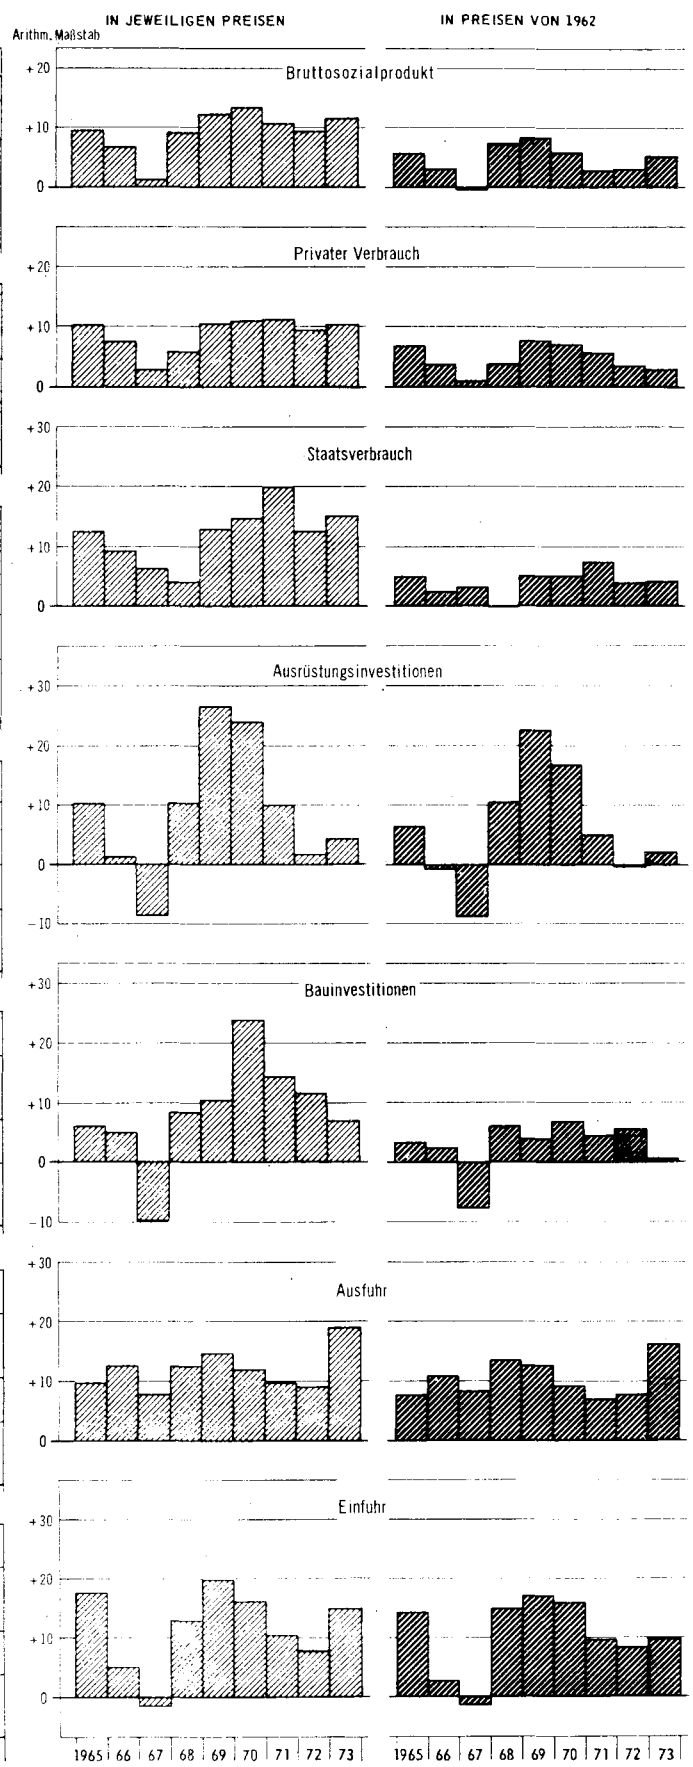 IN JEWEILIGEN PREISEN
IN PREISEN VON 1962
Arithm. Maßstab
+ 20
Bruttosozialprodukt
+ 10
0
Privater Verbrauch
+ 20
+ 10
0
+ 30
Staatsverbrauch
+ 20
+ 10
0
Ausrüstungsinvestitionen
+ 30
+ 20
+ 10
0
– 10
+ 30
Bauinvestitionen
+ 20
+ 10
0
– 10
+ 30
Ausfuhr
+ 20
+ 10
0
Einfuhr
+ 30
+ 20
+ 10
0
1965 66 67 68 69 70 71 72 73
1965 66 67 68 69 70 71 72 73